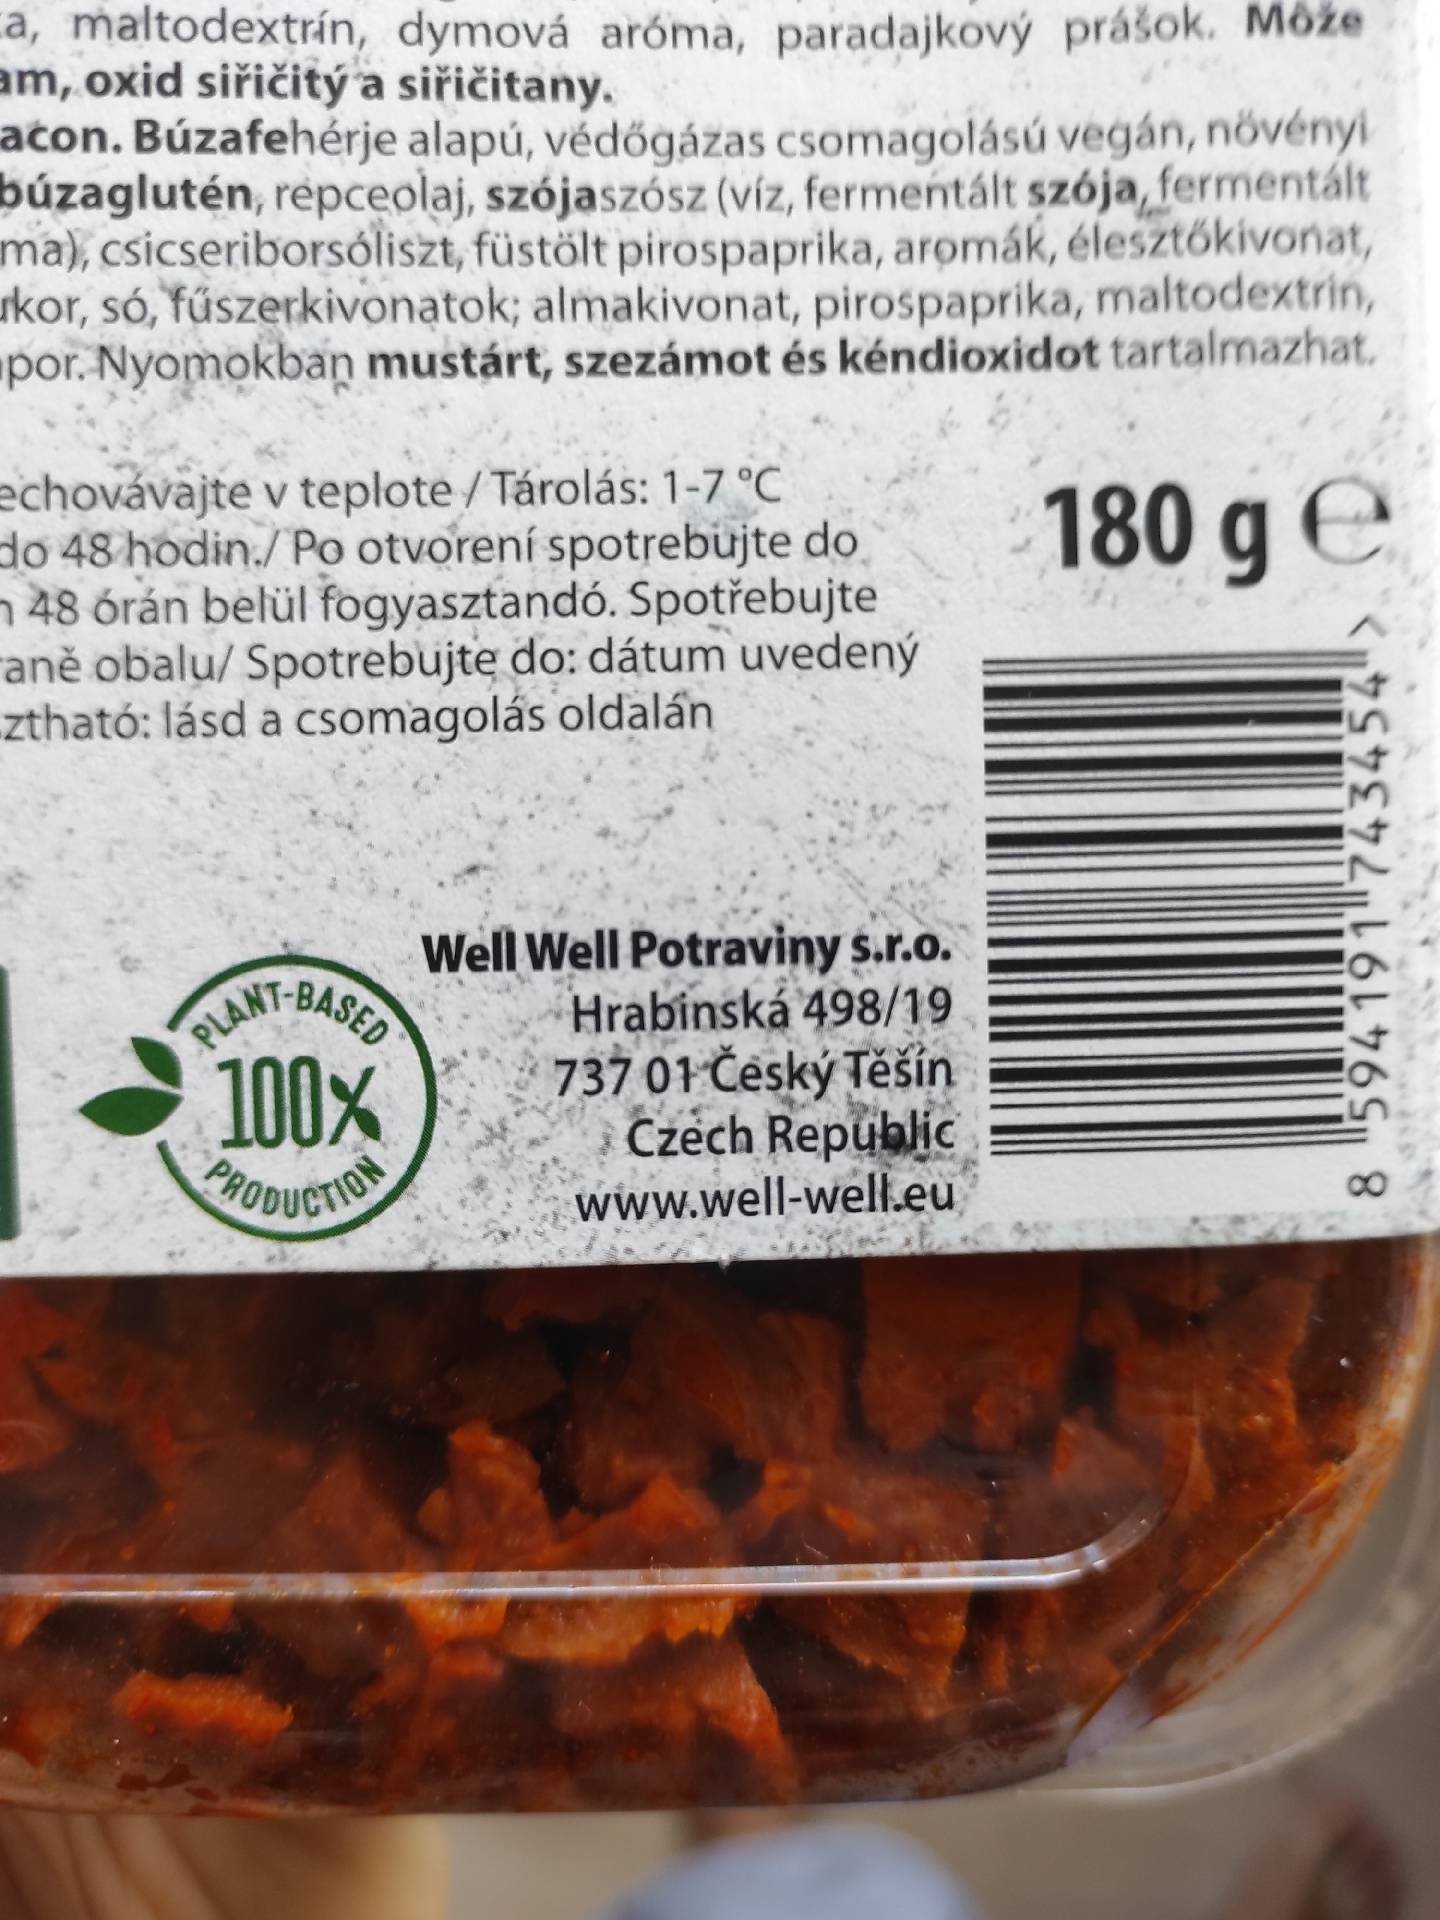 a, maltodextrín, dymová aróma, paradajkový prášok. Môže
am, oxid siřičitý a siřičitany.
acon. Búzafehérje alapú, védőgázas csomagolású vegán, növényi
búzaglutén, repceolaj, szójaszósz (víz, fermentált szója, fermentált
ma), csicseriborsóliszt, füstölt pirospaprika, aromák, élesztőkivonat,
ukor, só, fűszerkivonatok; almakivonat, pirospaprika, maltodextrin,
por. Nyomokban mustárt, szezámot és kéndioxidot tartalmazhat.
echovávajte v teplote / Tárolás: 1-7 °C
do 48 hodin./ Po otvorení spotrebujte do
n 48 órán belül fogyasztandó. Spotřebujte
raně obalu/ Spotrebujte do: dátum uvedený
sztható: lásd a csomagolás oldalán
180 g ℮
Well Well Potraviny s.r.o.
Hrabinská 498/19
737 01 Český Těšín
Czech Republic
www.well-well.eu
PLANT-BASED
100%
PRODUCTION
8 594191 743454 >